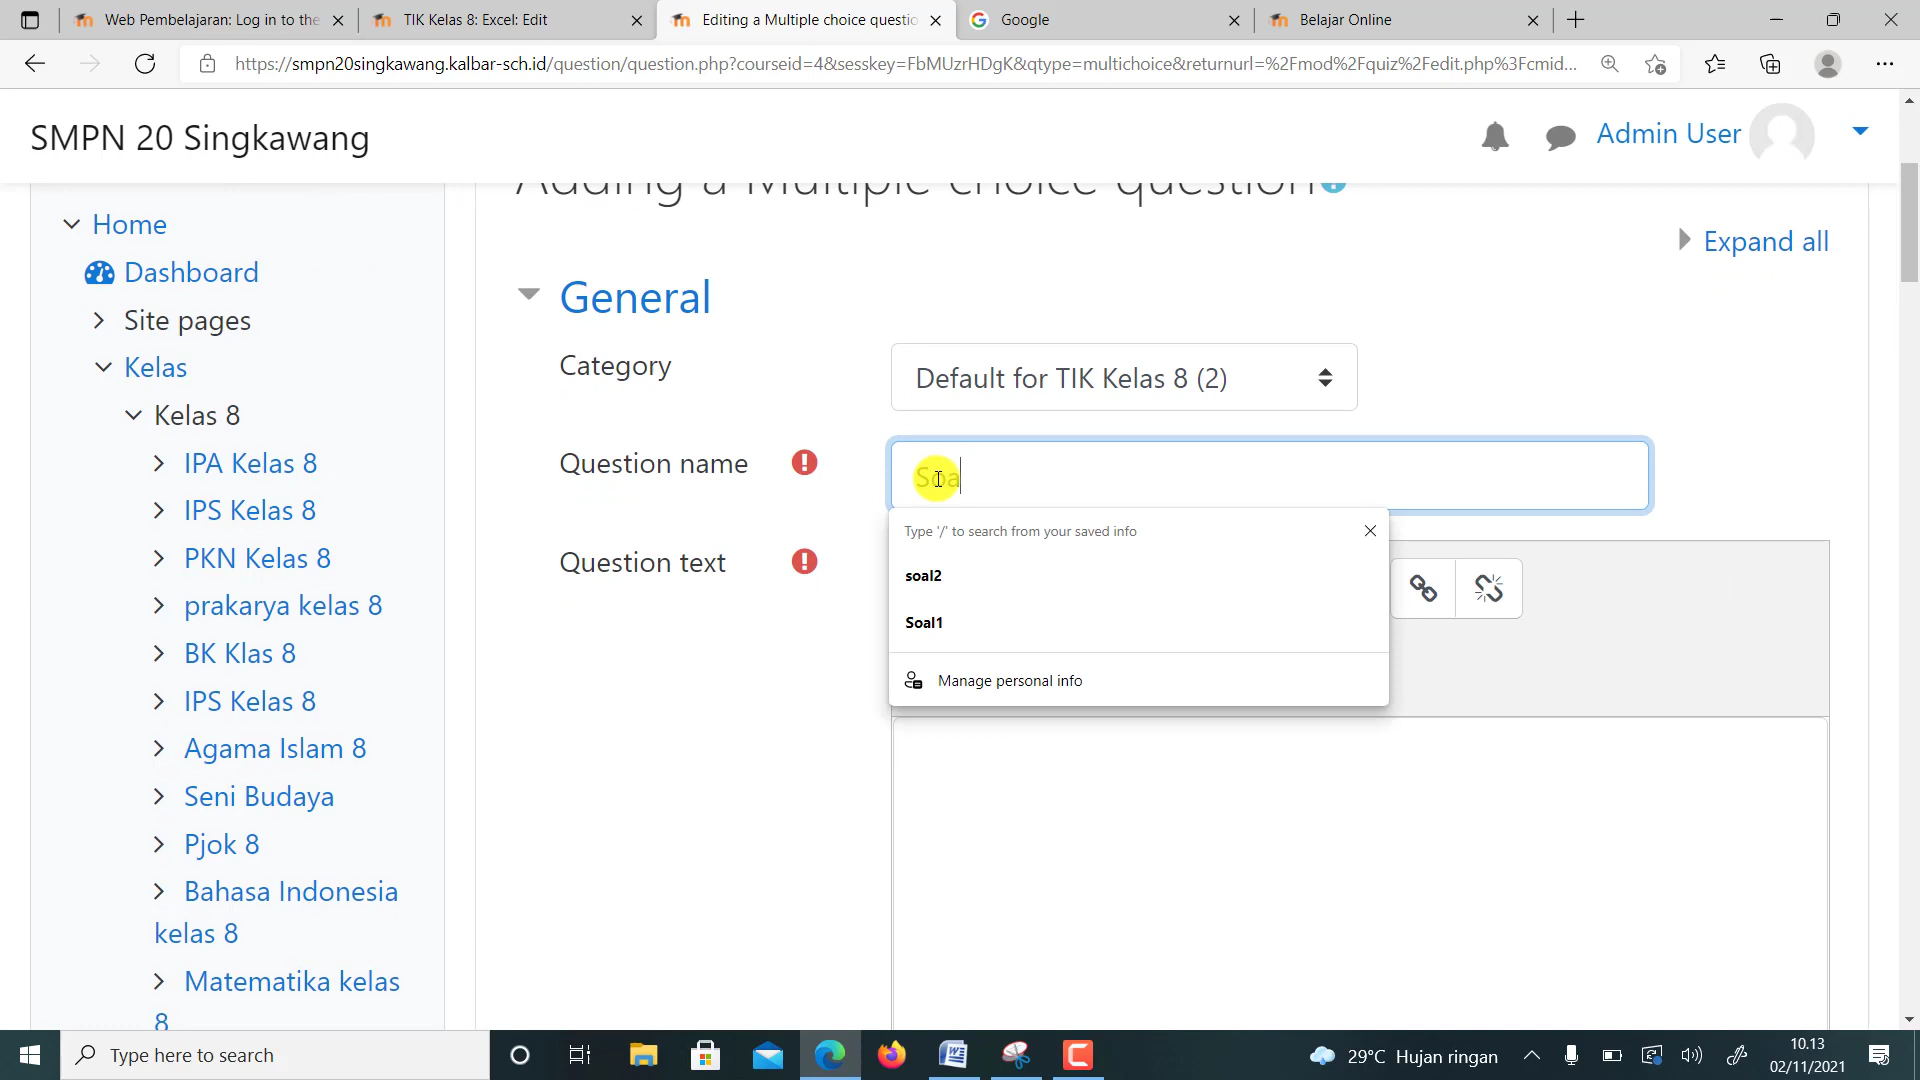 Web Pembelajaran: Log in to the
TIK Kelas 8: Excel: Edit
Editing a Multiple choice questio
Google
Belajar Online
https://smpn20singkawang.kalbar-sch.id/question/question.php?courseid=4&sesskey=FbMUzrHDgK&qtype=multichoice&returnurl=%2Fmod%2Fquiz%2Fedit.php%3Fcmid...
SMPN 20 Singkawang
Admin User
Adding a Multiple choice question
Expand all
Home
Dashboard
Site pages
Kelas
Kelas 8
IPA Kelas 8
IPS Kelas 8
PKN Kelas 8
prakarya kelas 8
BK Klas 8
IPS Kelas 8
Agama Islam 8
Seni Budaya
Pjok 8
Bahasa Indonesia
kelas 8
Matematika kelas
8
General
Category
Default for TIK Kelas 8 (2)
Question name
Soa
Type '/' to search from your saved info
soal2
Soal1
Manage personal info
Question text
Type here to search
29°C Hujan ringan
10.13
02/11/2021